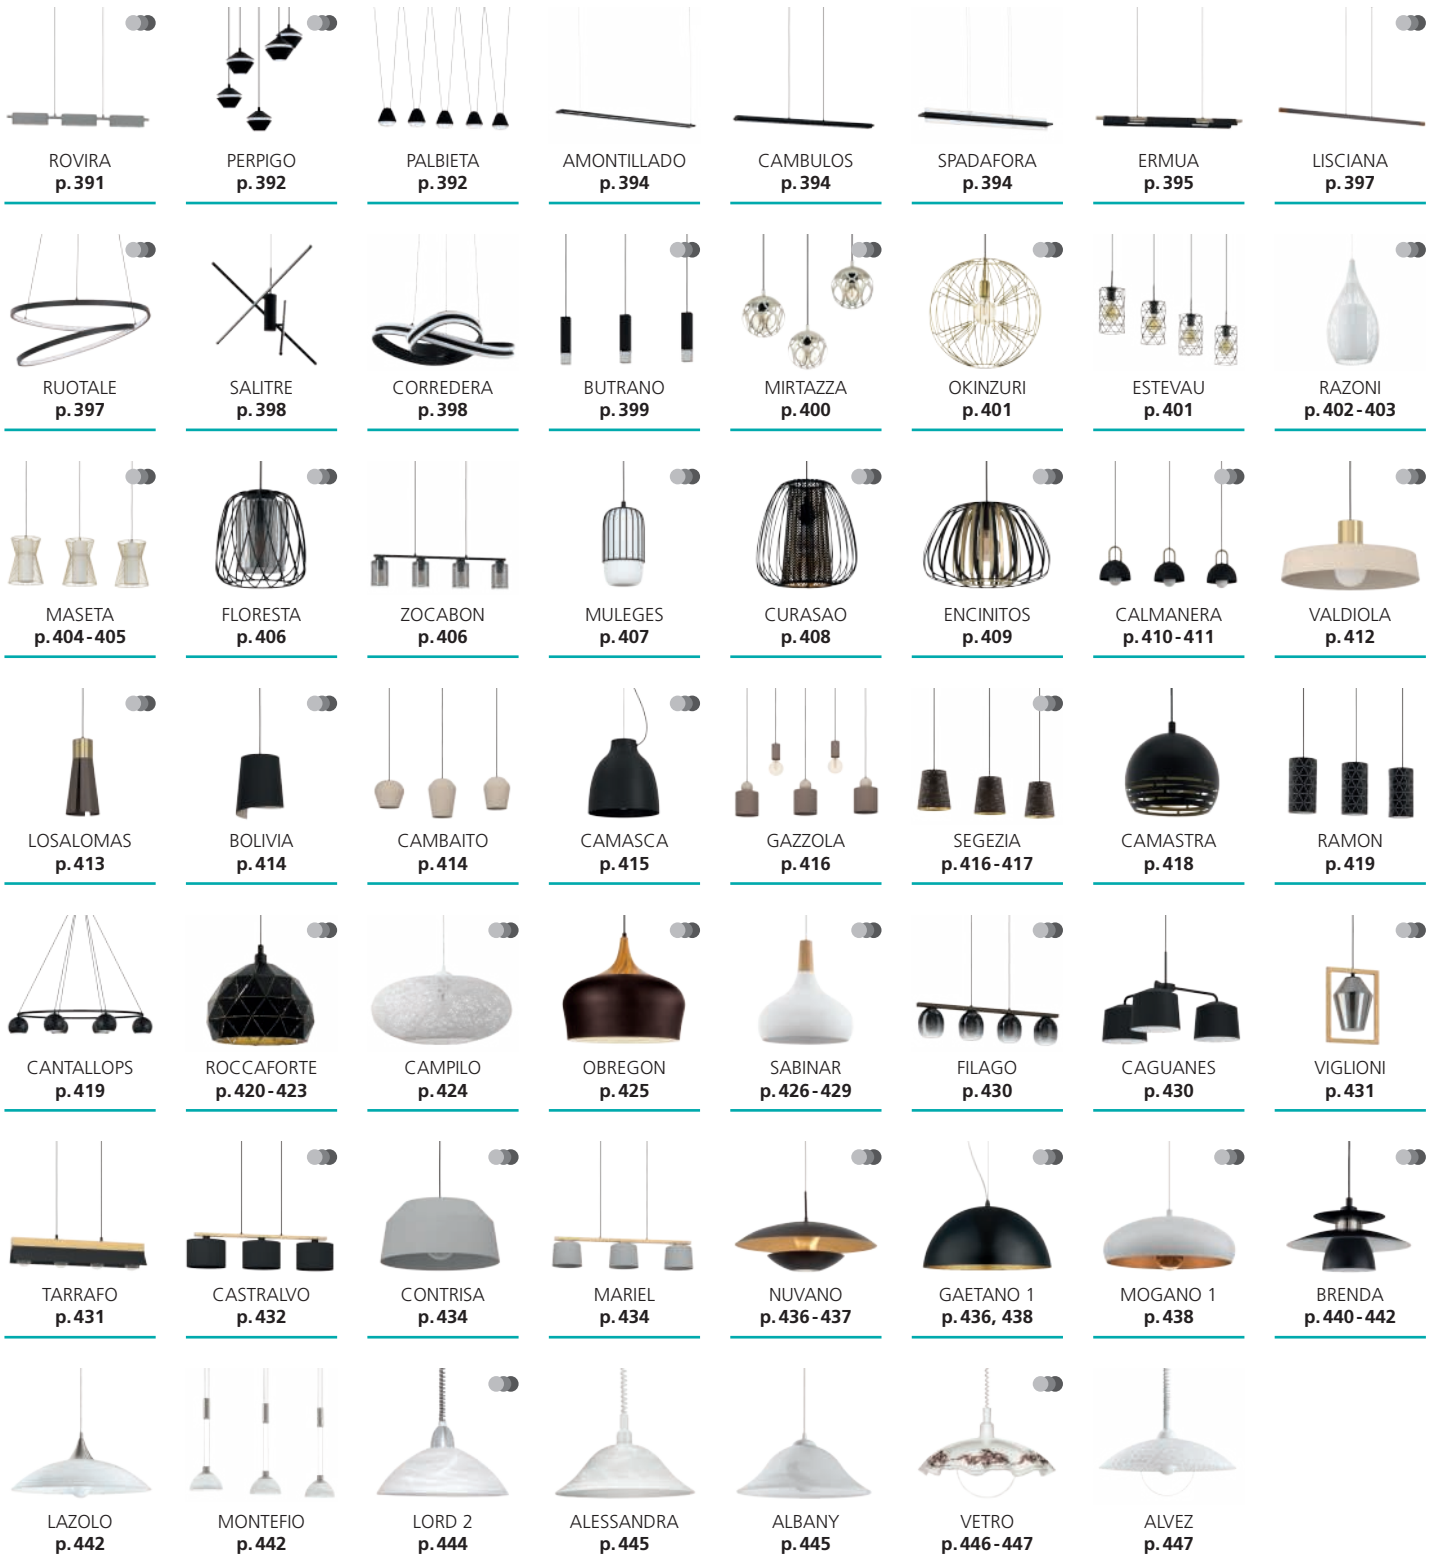 ROVIRA
p. 391
PERPIGO
p. 392
PALBIETA
p. 392
AMONTILLADO
p. 394
CAMBULOS
p. 394
SPADAFORA
p. 394
ERMUA
p. 395
LISCIANA
p. 397
RUOTALE
p. 397
SALITRE
p. 398
CORREDERA
p. 398
BUTRANO
p. 399
MIRTAZZA
p. 400
OKINZURI
p. 401
ESTEVAU
p. 401
RAZONI
p. 402 - 403
MASETA
p. 404 - 405
FLORESTA
p. 406
ZOCABON
p. 406
MULEGES
p. 407
CURASAO
p. 408
ENCINITOS
p. 409
CALMANERA
p. 410 - 411
VALDIOLA
p. 412
LOSALOMAS
p. 413
BOLIVIA
p. 414
CAMBAITO
p. 414
CAMASCA
p. 415
GAZZOLA
p. 416
SEGEZIA
p. 416 - 417
CAMASTRA
p. 418
RAMON
p. 419
CANTALLOPS
p. 419
ROCCAFORTE
p. 420 - 423
CAMPILO
p. 424
OBREGON
p. 425
SABINAR
p. 426 - 429
FILAGO
p. 430
CAGUANES
p. 430
VIGLIONI
p. 431
TARRAFO
p. 431
CASTRALVO
p. 432
CONTRISA
p. 434
MARIEL
p. 434
NUVANO
p. 436 - 437
GAETANO 1
p. 436, 438
MOGANO 1
p. 438
BRENDA
p. 440 - 442
LAZOLO
p. 442
MONTEFIO
p. 442
LORD 2
p. 444
ALESSANDRA
p. 445
ALBANY
p. 445
VETRO
p. 446 - 447
ALVEZ
p. 447